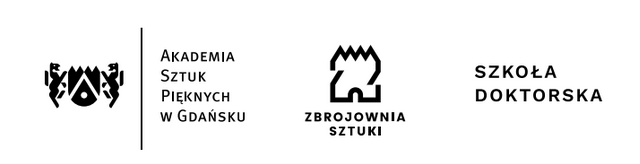 Akademia
Sztuk
Pięknych
w Gdańsku
ZBROJOWNIA
SZTUKI
SZKOŁA
DOKTORSKA